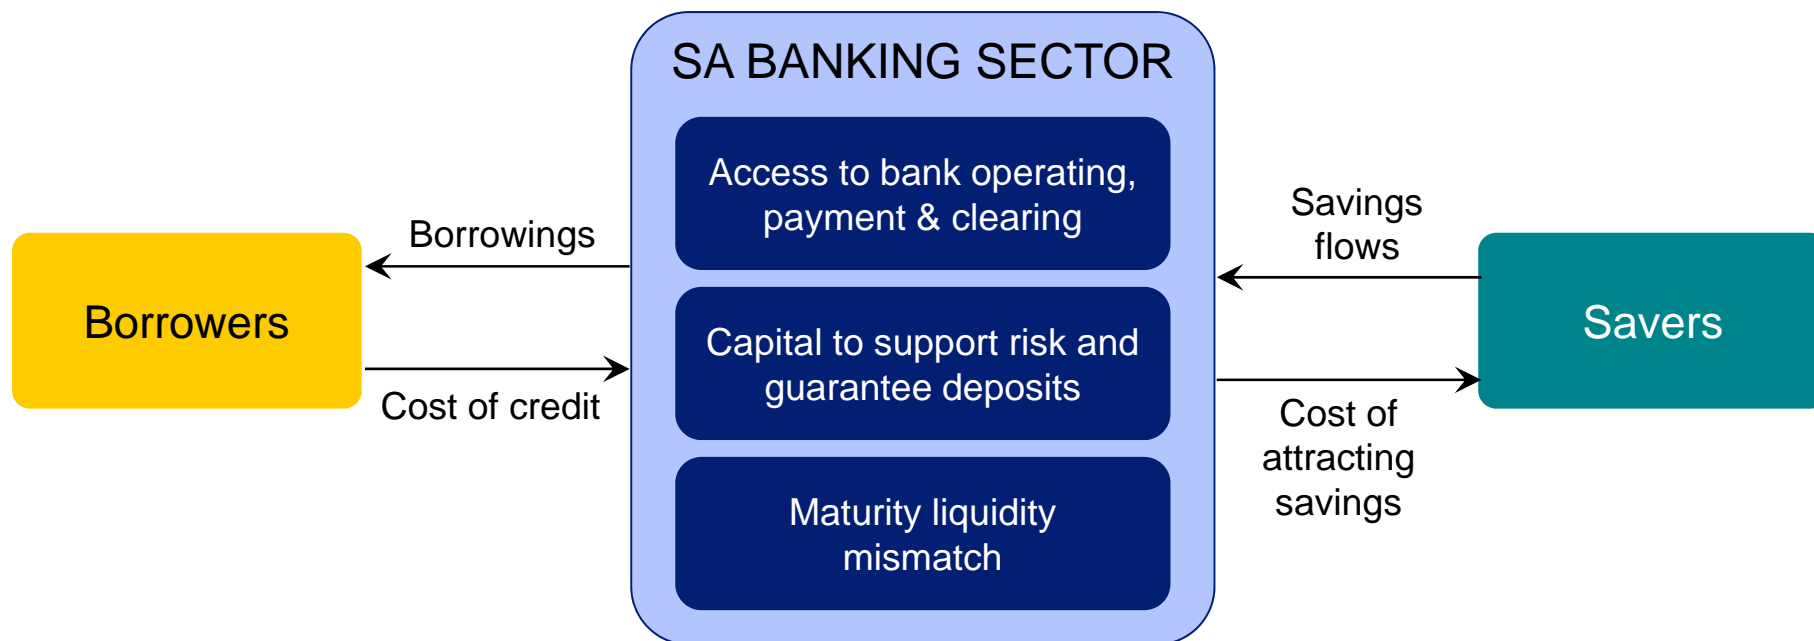 SA BANKING SECTOR
Access to bank operating,
payment & clearing
Capital to support risk and
guarantee deposits
Maturity liquidity
mismatch
Borrowers
Borrowings
Cost of credit
Savings
flows
Cost of
attracting
savings
Savers